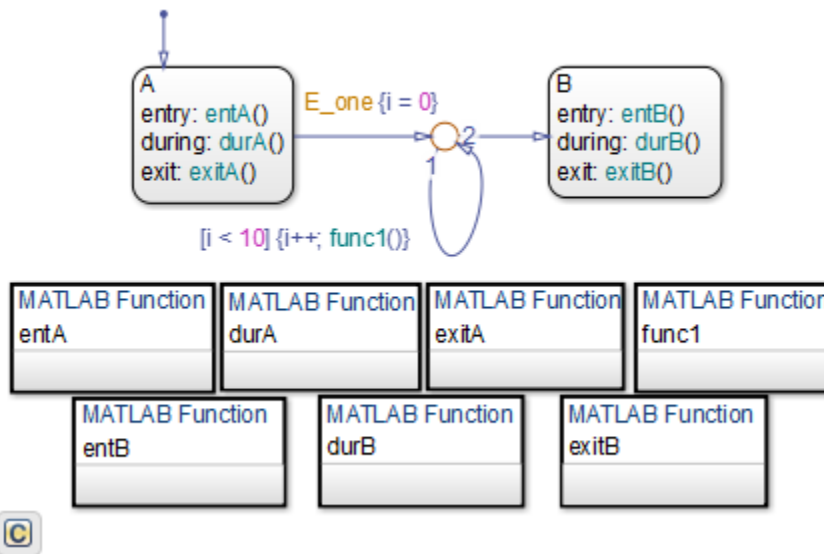 A
entry: entA()
during: durA()
exit: exitA()
E_one {i = 0}
2
1
B
entry: entB()
during: durB()
exit: exitB()
[i < 10] {i++; func1()}
MATLAB Function
entA
MATLAB Function
durA
MATLAB Function
exitA
MATLAB Function
func1
MATLAB Function
entB
MATLAB Function
durB
MATLAB Function
exitB
C